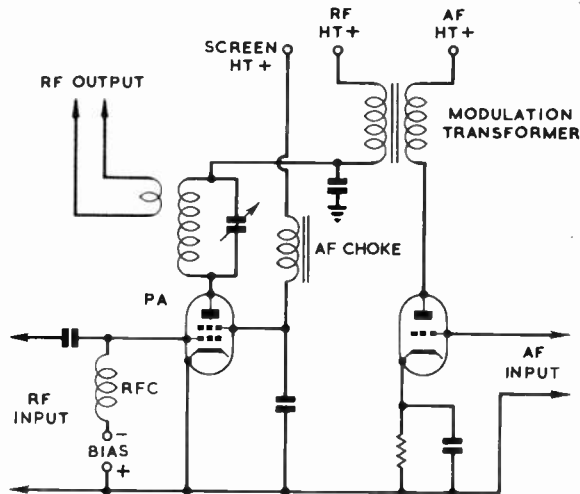 RF
HT+
AF
HT+
SCREEN
HT+
RF OUTPUT
MODULATION
TRANSFORMER
AF CHOKE
PA
RF
INPUT
RFC
−
BIAS
+
AF
INPUT